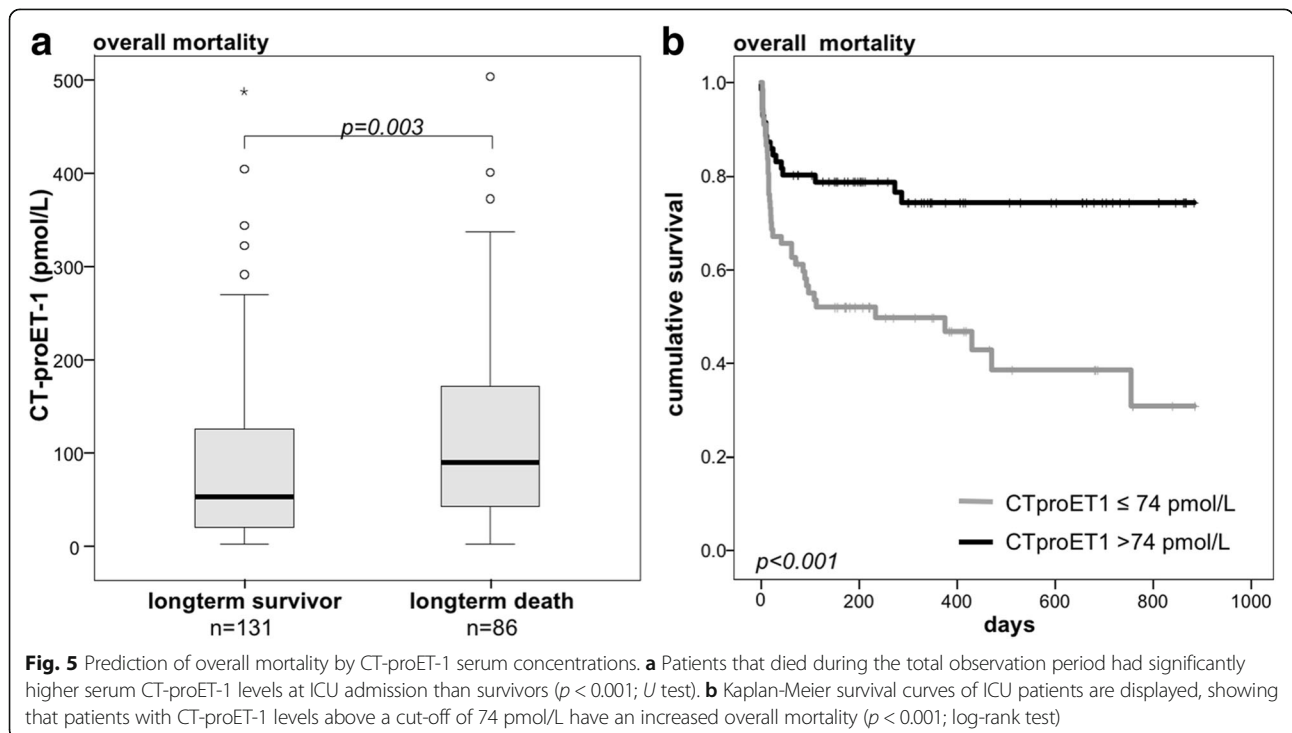 a
overall mortality
500
400
300
200
100
0
CT-proET-1 (pmol/L)
*
p=0.003
longterm survivor
n=131
longterm death
n=86
b
overall mortality
1.0
0.8
0.6
0.4
0.2
0.0
cumulative survival
CTproET1 ≤ 74 pmol/L
CTproET1 >74 pmol/L
p<0.001
0 200 400 600 800 1000
days
Fig. 5 Prediction of overall mortality by CT-proET-1 serum concentrations. a Patients that died during the total observation period had significantly
higher serum CT-proET-1 levels at ICU admission than survivors (p < 0.001; U test). b Kaplan-Meier survival curves of ICU patients are displayed, showing
that patients with CT-proET-1 levels above a cut-off of 74 pmol/L have an increased overall mortality (p < 0.001; log-rank test)